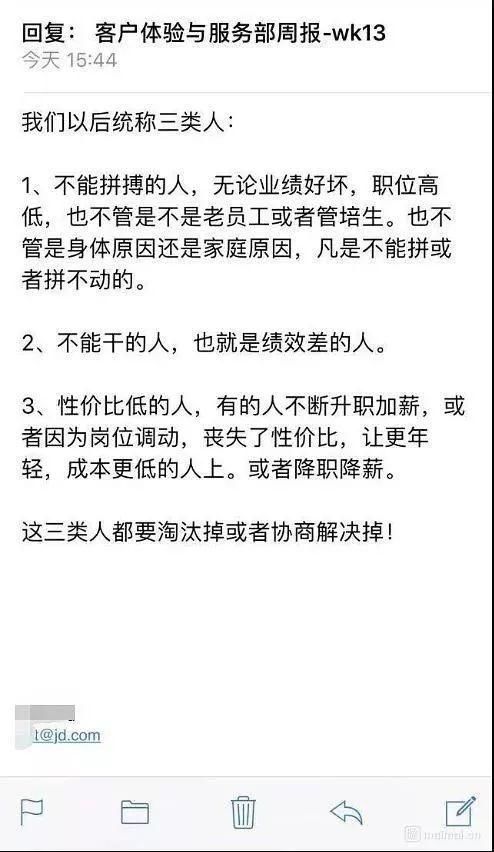 回复： 客户体验与服务部周报-wk13
今天 15:44
我们以后统称三类人：
1、不能拼搏的人，无论业绩好坏，职位高
低，也不管是不是老员工或者管培生。也不
管是身体原因还是家庭原因，凡是不能拼或
者拼不动的。
2、不能干的人，也就是绩效差的人。
3、性价比低的人，有的人不断升职加薪，或
者因为岗位调动，丧失了性价比，让更年
轻，成本更低的人上。或者降职降薪。
这三类人都要淘汰掉或者协商解决掉！
t@jd.com
maimai.cn